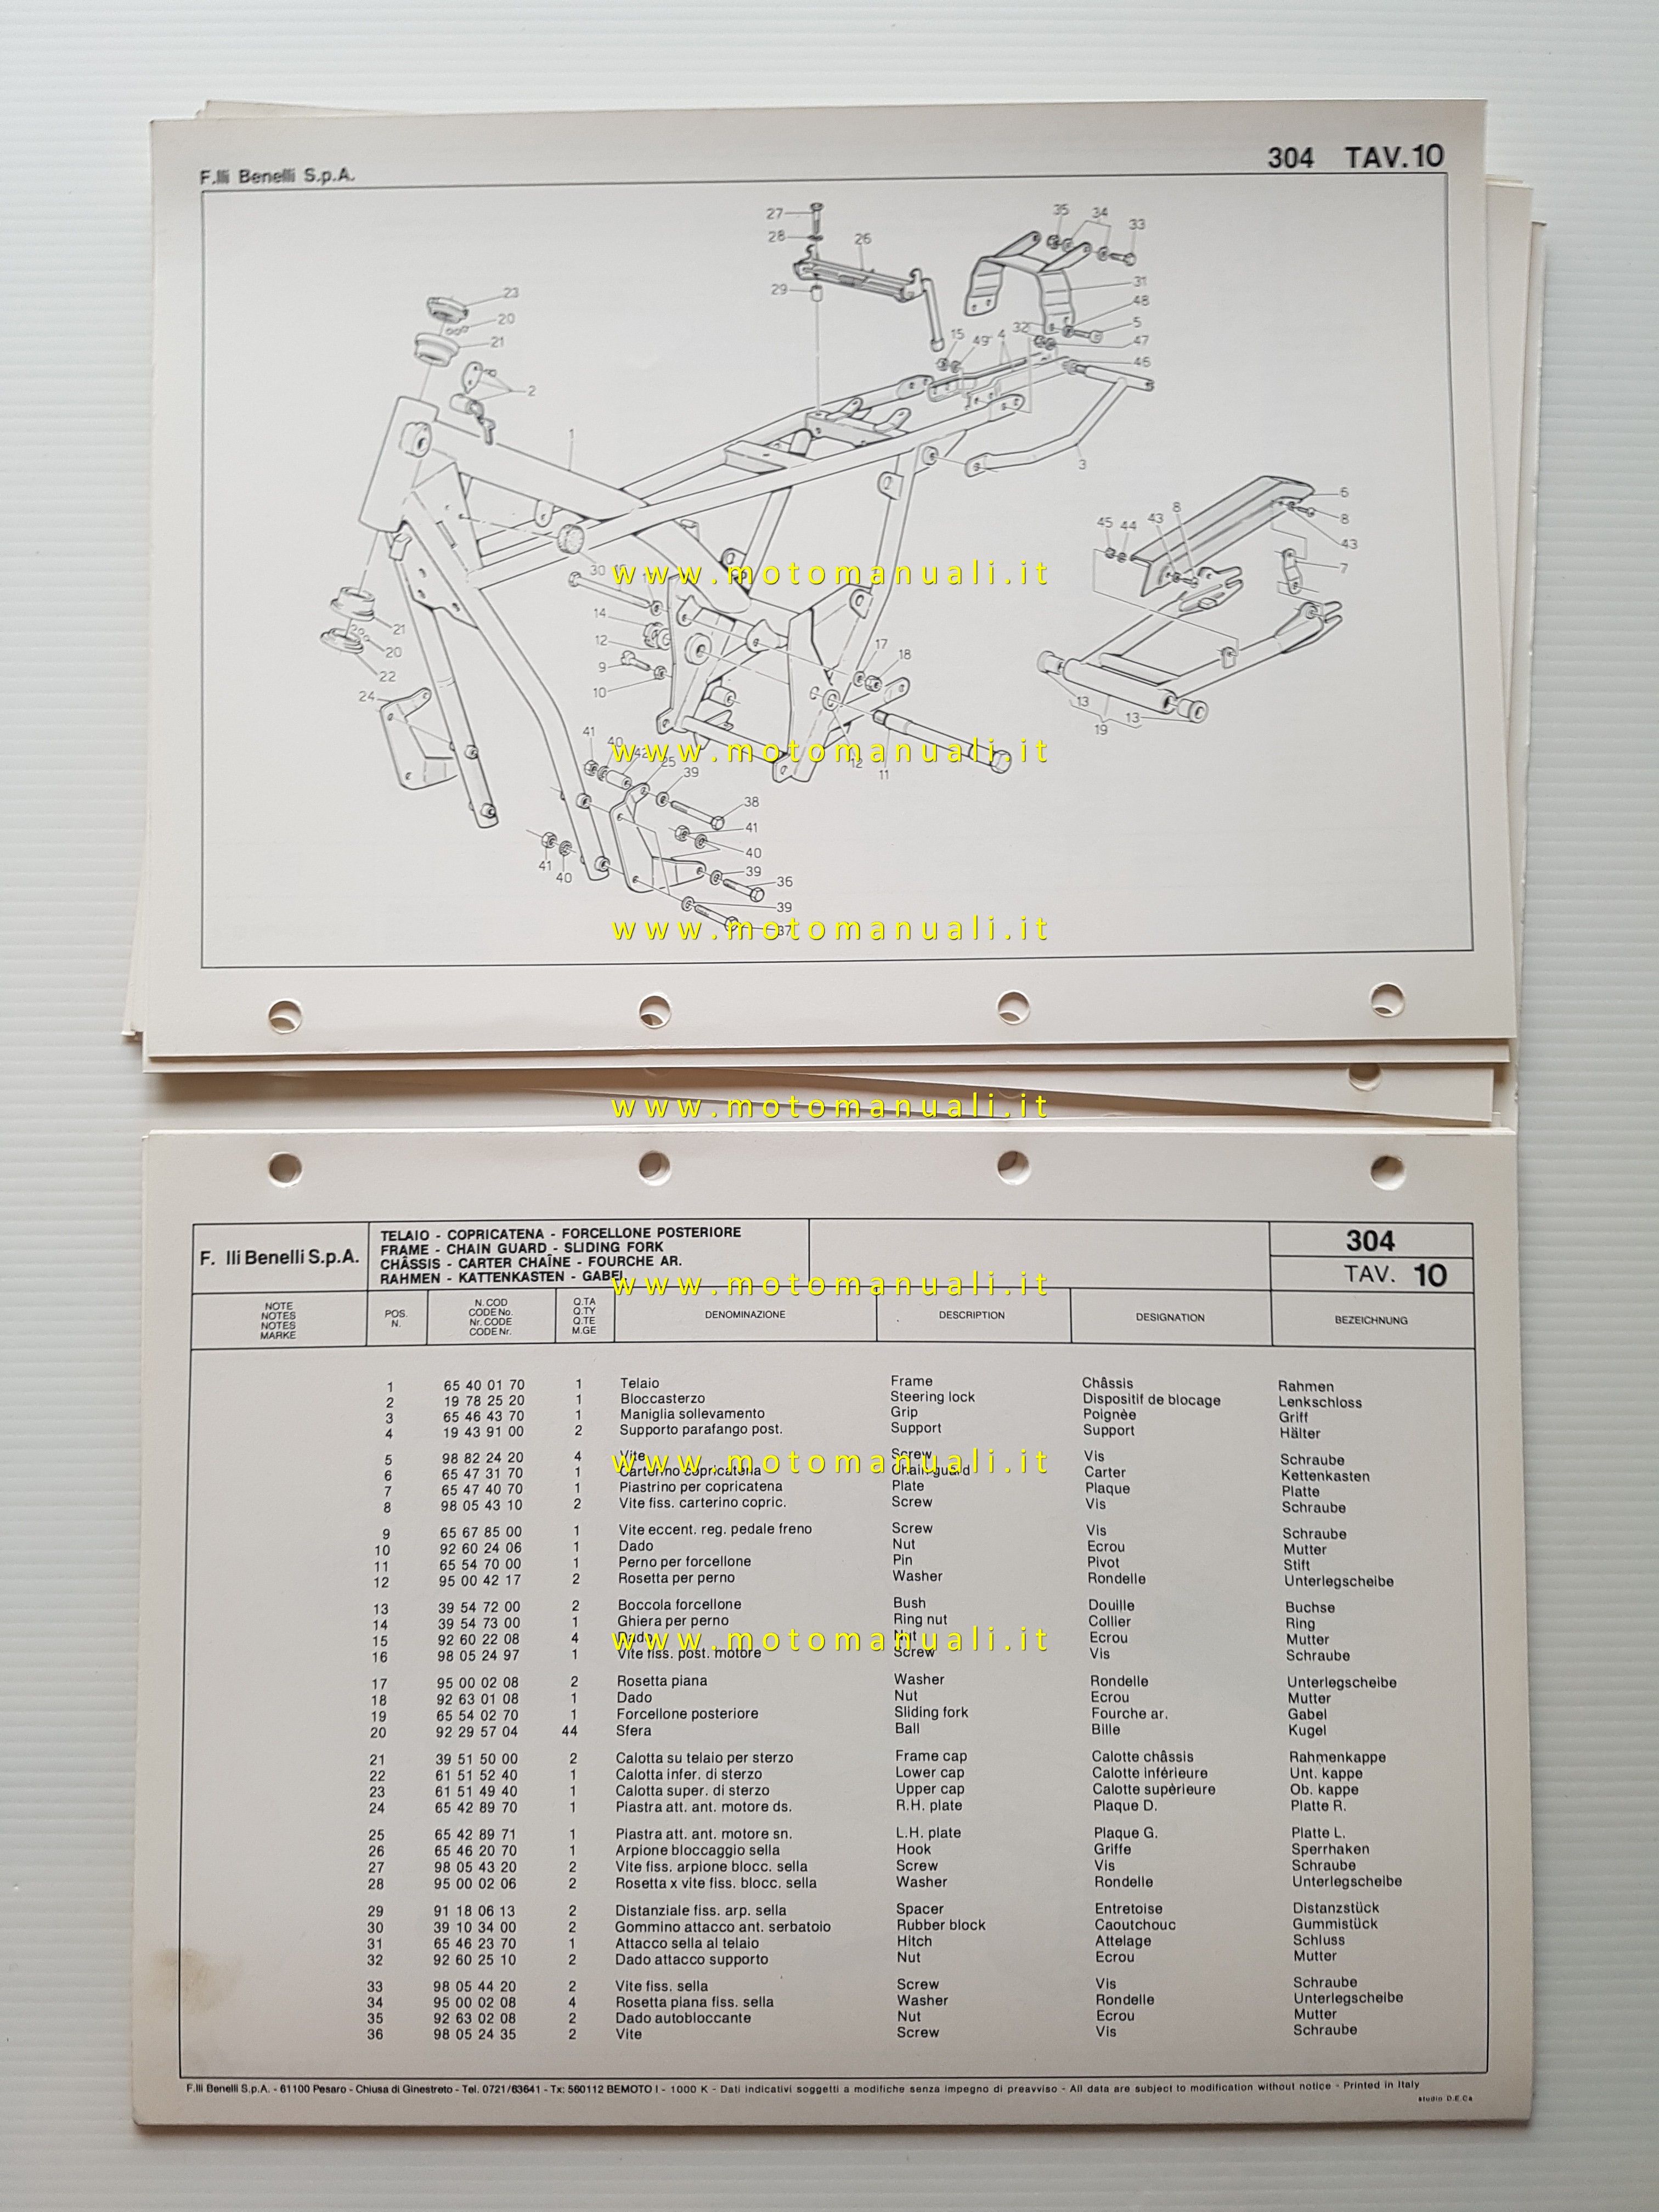 F.lli Benelli S.p.A.
304 TAV.10
27
28
26
29
35
34
33
31
48
5
47
46
32
4
49
15
23
20
21
2
1
3
6
8
43
7
45 44 43 8
30
14
12
9
10
17
18
21
20
22
24
13
19
13
12
11
41
40
42
25
39
38
41
40
39
36
39
37
41
40
www.motomanuali.it
www.motomanuali.it
www.motomanuali.it
www.motomanuali.it
F. lli Benelli S.p.A.
TELAIO - COPRICATENA - FORCELLONE POSTERIORE
FRAME - CHAIN GUARD - SLIDING FORK
CHÂSSIS - CARTER CHAÎNE - FOURCHE AR.
RAHMEN - KATTENKASTEN - GABEL
304
TAV. 10
www.motomanuali.it
NOTE
NOTES
NOTES
MARKE
POS.
N.
N. COD
CODE No.
Nr. CODE
CODE Nr.
Q.TA
Q.TY
Q.TE
M.GE
DENOMINAZIONE
DESCRIPTION
DESIGNATION
BEZEICHNUNG
1 65 40 01 70 1 Telaio Frame Châssis Rahmen
2 19 78 25 20 1 Bloccasterzo Steering lock Dispositif de blocage Lenkschloss
3 65 46 43 70 1 Maniglia sollevamento Grip Poignèe Griff
4 19 43 91 00 2 Supporto parafango post. Support Support Hälter
5 98 82 24 20 4 Vite Screw Vis Schraube
www.motomanuali.it
6 65 47 31 70 1 Carterino copricatena Chain guard Carter Kettenkasten
7 65 47 40 70 1 Piastrino per copricatena Plate Plaque Platte
8 98 05 43 10 2 Vite fiss. carterino copric. Screw Vis Schraube
9 65 67 85 00 1 Vite eccent. reg. pedale freno Screw Vis Schraube
10 92 60 24 06 1 Dado Nut Ecrou Mutter
11 65 54 70 00 1 Perno per forcellone Pin Pivot Stift
12 95 00 42 17 2 Rosetta per perno Washer Rondelle Unterlegscheibe
13 39 54 72 00 2 Boccola forcellone Bush Douille Buchse
14 39 54 73 00 1 Ghiera per perno Ring nut Collier Ring
15 92 60 22 08 4 Dado Nut Ecrou Mutter
www.motomanuali.it
16 98 05 24 97 1 Vite fiss. post. motore Screw Vis Schraube
17 95 00 02 08 2 Rosetta piana Washer Rondelle Unterlegscheibe
18 92 63 01 08 1 Dado Nut Ecrou Mutter
19 65 54 02 70 1 Forcellone posteriore Sliding fork Fourche ar. Gabel
20 92 29 57 04 44 Sfera Ball Bille Kugel
21 39 51 50 00 2 Calotta su telaio per sterzo Frame cap Calotte châssis Rahmenkappe
22 61 51 52 40 1 Calotta infer. di sterzo Lower cap Calotte inférieure Unt. kappe
23 61 51 49 40 1 Calotta super. di sterzo Upper cap Calotte supèrieure Ob. kappe
24 65 42 89 70 1 Piastra att. ant. motore ds. R.H. plate Plaque D. Platte R.
25 65 42 89 71 1 Piastra att. ant. motore sn. L.H. plate Plaque G. Platte L.
26 65 46 20 70 1 Arpione bloccaggio sella Hook Griffe Sperrhaken
27 98 05 43 20 2 Vite fiss. arpione blocc. sella Screw Vis Schraube
28 95 00 02 06 2 Rosetta x vite fiss. blocc. sella Washer Rondelle Unterlegscheibe
29 91 18 06 13 2 Distanziale fiss. arp. sella Spacer Entretoise Distanzstück
30 39 10 34 00 2 Gommino attacco ant. serbatoio Rubber block Caoutchouc Gummistück
31 65 46 23 70 1 Attacco sella al telaio Hitch Attelage Schluss
32 92 60 25 10 2 Dado attacco supporto Nut Ecrou Mutter
33 98 05 44 20 2 Vite fiss. sella Screw Vis Schraube
34 95 00 02 08 4 Rosetta piana fiss. sella Washer Rondelle Unterlegscheibe
35 92 63 02 08 2 Dado autobloccante Nut Ecrou Mutter
36 98 05 24 35 2 Vite Screw Vis Schraube
F.lli Benelli S.p.A. - 61100 Pesaro - Chiusa di Ginestreto - Tel. 0721/63641 - Tx: 560112 BEMOTO I - 1000 K - Dati indicativi soggetti a modifiche senza impegno di preavviso - All data are subject to modification without notice - Printed in Italy
studio D.E.Ca